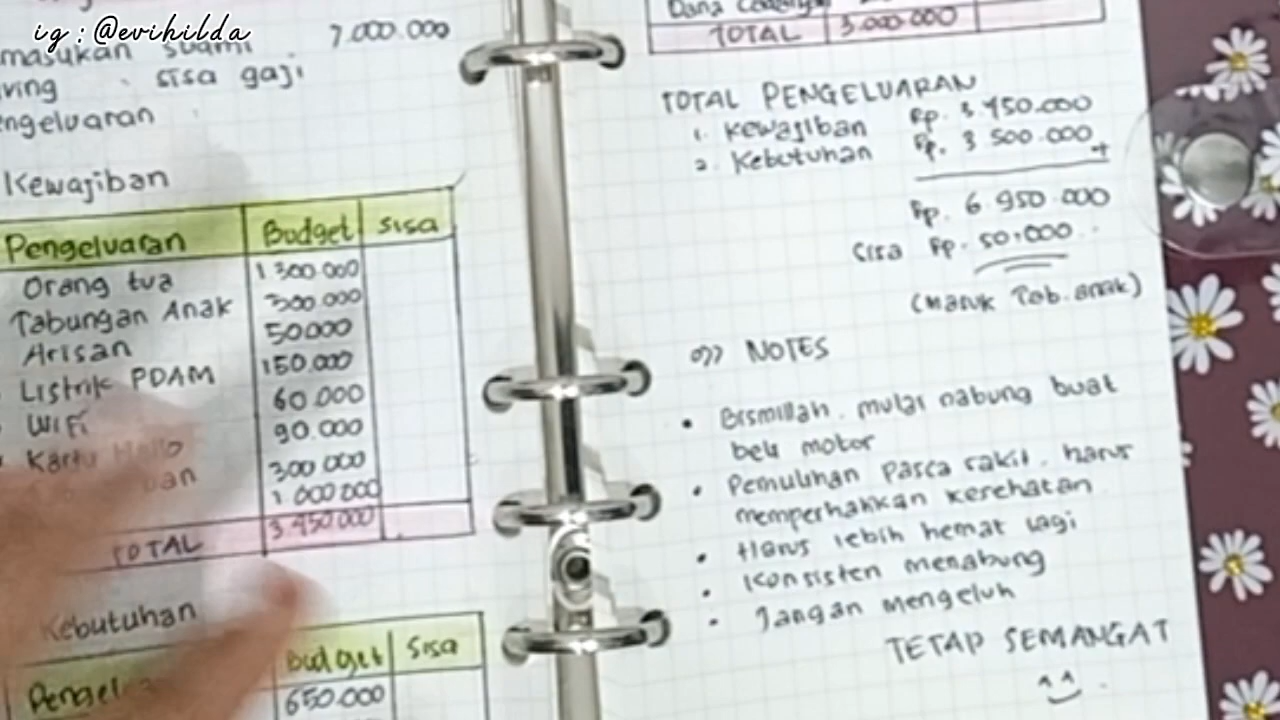 ig : @evihilda
masukan suami 7.000.000
ving : sisa gaji
engeluaran
Kewajiban
Pengeluaran Budget Sisa
Orang tua 1.300.000
Tabungan Anak 300.000
Arisan 50.000
Listrik PDAM 150.000
WiFi 60.000
Kartu Hallo 90.000
300.000
1.000.000
TOTAL 3.450.000
Kebutuhan
Budget Sisa
650.000
TOTAL 3.000.000
TOTAL PENGELUARAN
1. Kewajiban Rp. 3.450.000
2. Kebutuhan Rp. 3.500.000 +
Rp. 6.950.000
Sisa Rp. 50.000
(Masuk Tab. anak)
NOTES
• Bismillah. mulai nabung buat
beli motor
• Pemulihan pasca sakit. harus
memperhatikan kesehatan
• Harus lebih hemat lagi
• Konsisten menabung
• Jangan mengeluh
TETAP SEMANGAT
^^